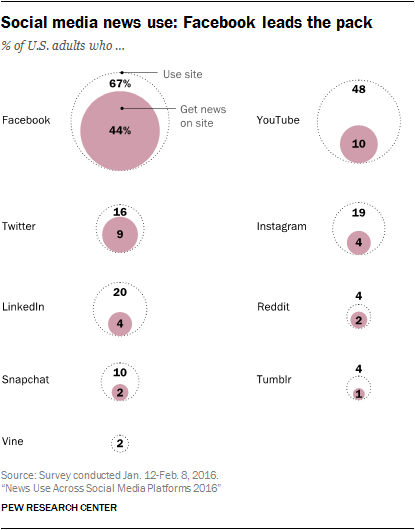 Social media news use: Facebook leads the pack
% of U.S. adults who ...
Use site
67%
Get news
on site
Facebook
44%
48
YouTube
10
16
Twitter
9
19
Instagram
4
20
LinkedIn
4
4
Reddit
2
10
Snapchat
2
4
Tumblr
1
Vine
2
Source: Survey conducted Jan. 12-Feb. 8, 2016.
“News Use Across Social Media Platforms 2016”
PEW RESEARCH CENTER